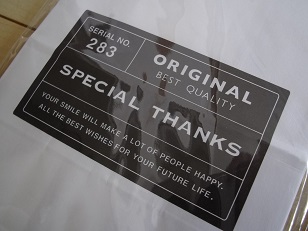 SERIAL NO.
283
ORIGINAL
BEST QUALITY
SPECIAL THANKS
YOUR SMILE WILL MAKE A LOT OF PEOPLE HAPPY.
ALL THE BEST WISHES FOR YOUR FUTURE LIFE.